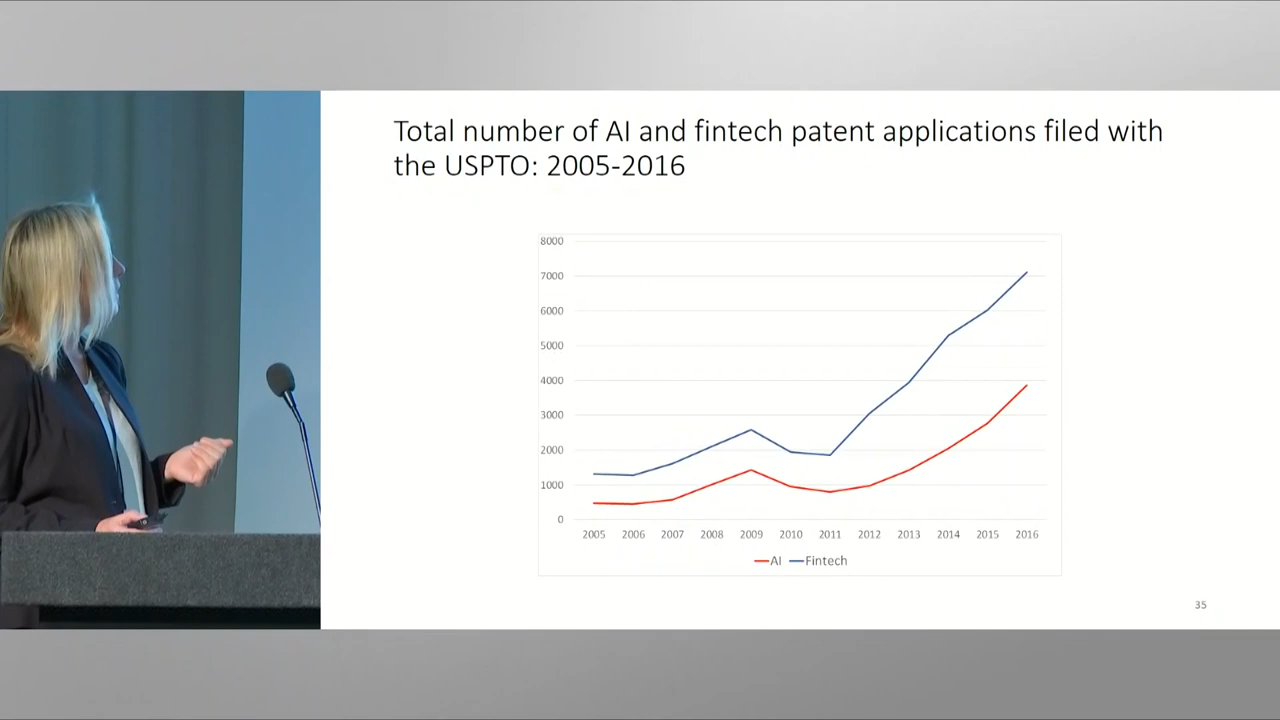 Total number of AI and fintech patent applications filed with
the USPTO: 2005-2016
8000
7000
6000
5000
4000
3000
2000
1000
0
2005 2006 2007 2008 2009 2010 2011 2012 2013 2014 2015 2016
AI Fintech
35